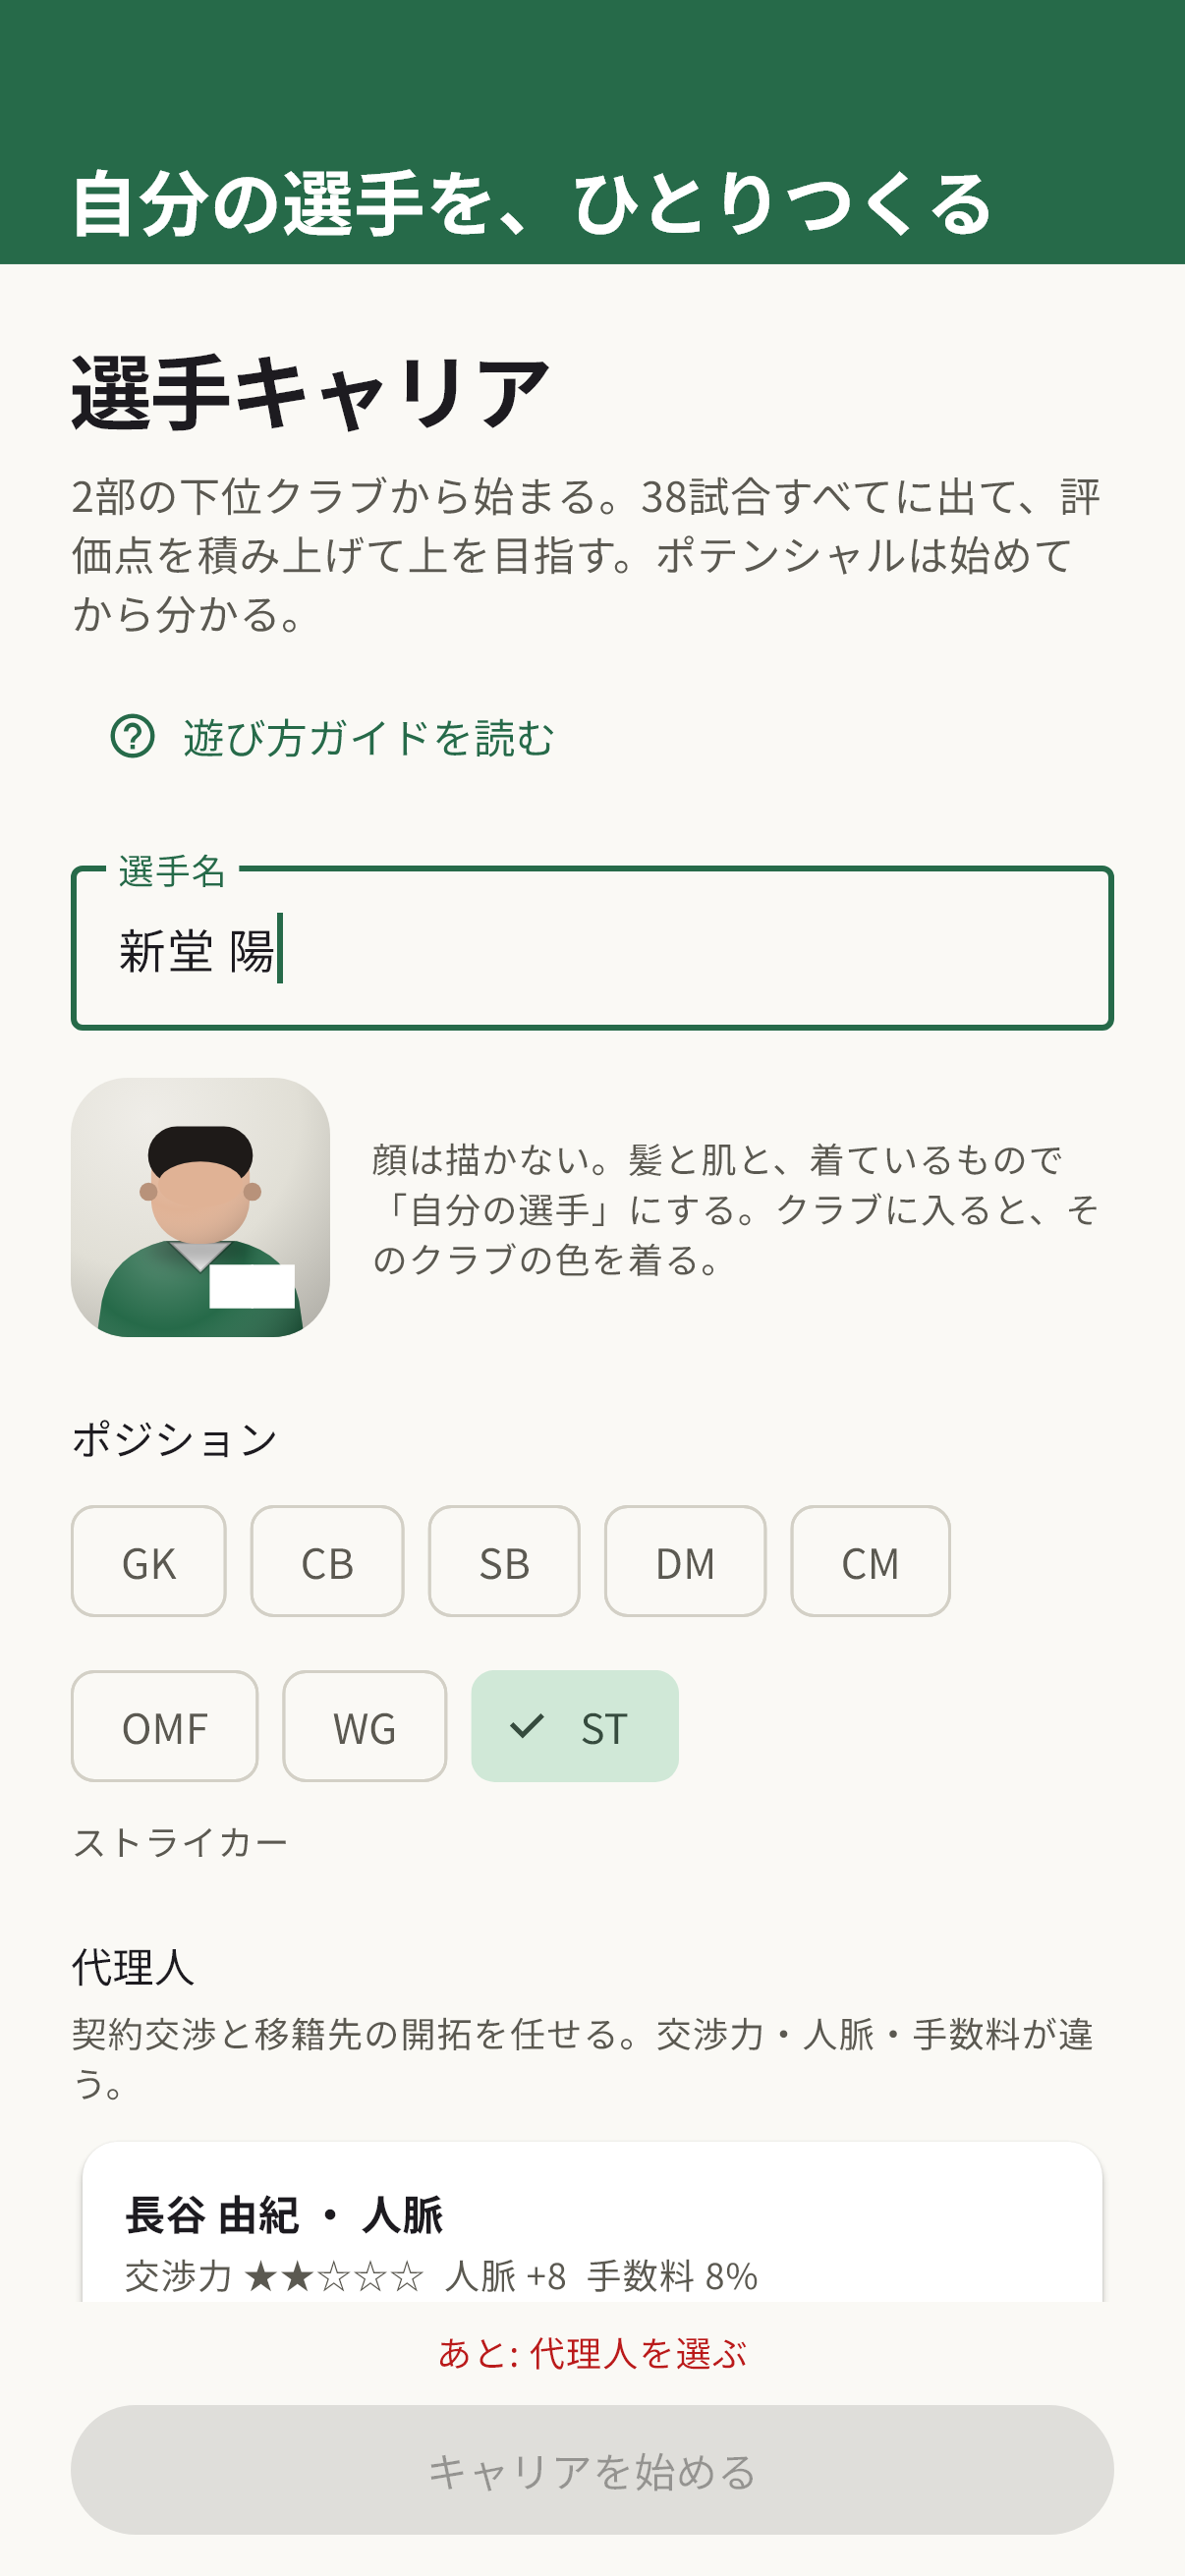 自分の選手を、ひとりつくる
選手キャリア
2部の下位クラブから始まる。38試合すべてに出て、評
価点を積み上げて上を目指す。ポテンシャルは始めて
から分かる。
遊び方ガイドを読む
選手名
新堂 陽
顔は描かない。髪と肌と、着ているもので
「自分の選手」にする。クラブに入ると、そ
のクラブの色を着る。
ポジション
GK CB SB DM CM
OMF WG ST
ストライカー
代理人
契約交渉と移籍先の開拓を任せる。交渉力・人脈・手数料が違
う。
長谷 由紀 ・ 人脈
交渉力 ★★☆☆☆ 人脈 +8 手数料 8%
あと: 代理人を選ぶ
キャリアを始める